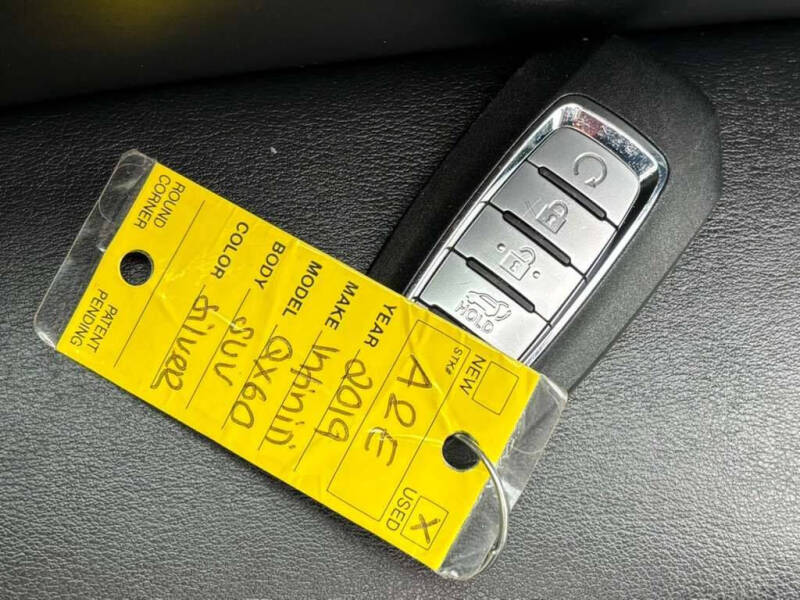 NEW
USED X
STK#
A2E
YEAR 2019
MAKE Infiniti
MODEL QX60
BODY SUV
COLOR Silver
ROUND CORNER
PATENT PENDING
HOLD